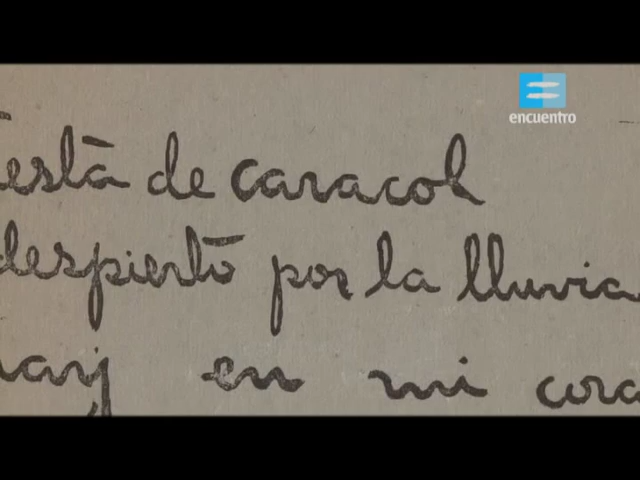 encuentro
está de caracol
despierto por la lluvia
hay en mi